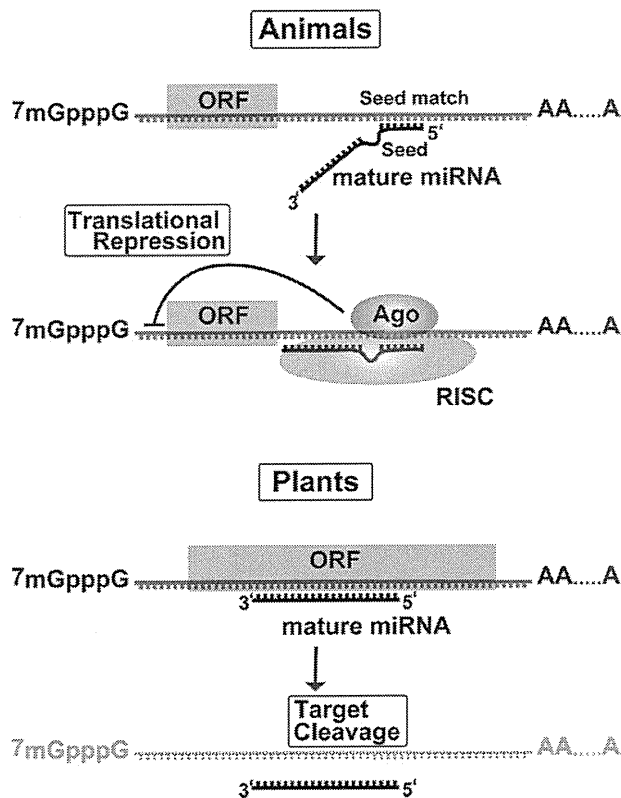 Animals
7mGpppG ORF Seed match AA.....A
Seed 5'
mature miRNA
3'
Translational
Repression
7mGpppG ORF Ago AA.....A
RISC
Plants
7mGpppG ORF AA.....A
3' 5'
mature miRNA
Target
Cleavage
7mGpppG AA.....A
3' 5'